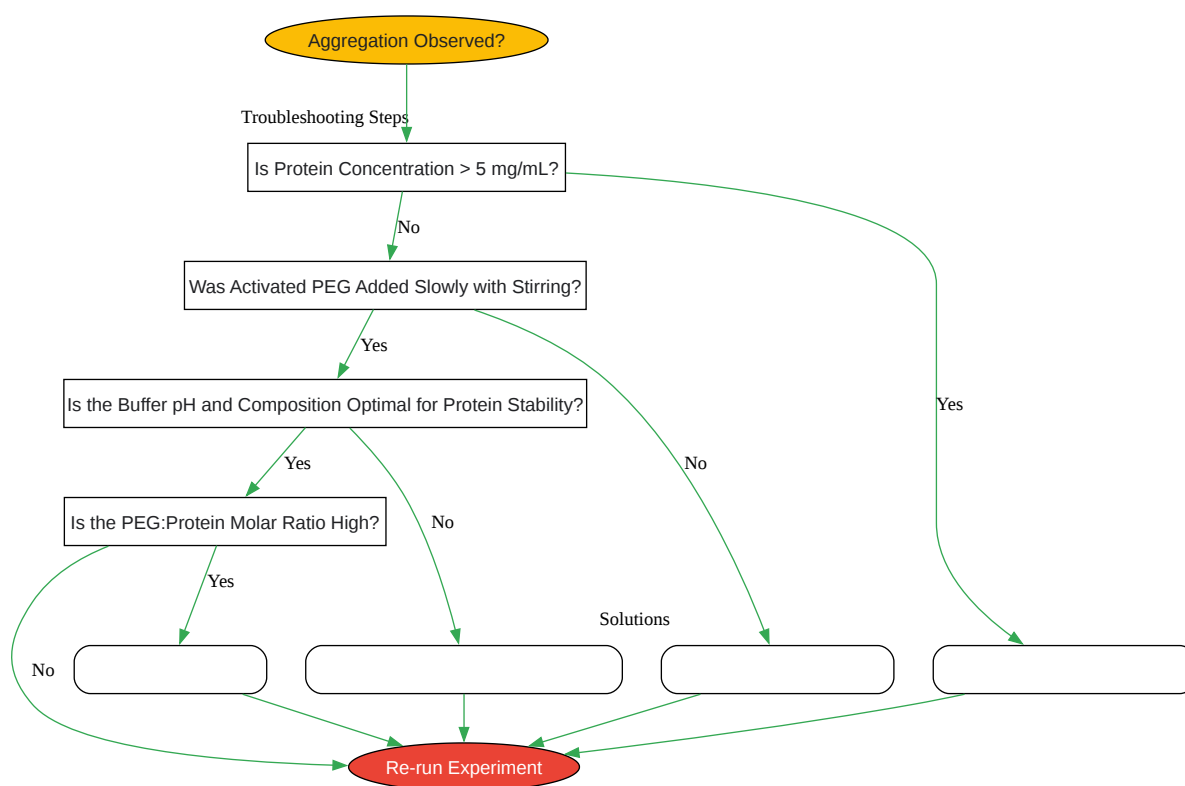 Aggregation Observed?
Troubleshooting Steps
Is Protein Concentration > 5 mg/mL?
No
Was Activated PEG Added Slowly with Stirring?
Yes
Is the Buffer pH and Composition Optimal for Protein Stability?
Yes
Yes
No
Is the PEG:Protein Molar Ratio High?
No
Yes
Solutions
No
Re-run Experiment